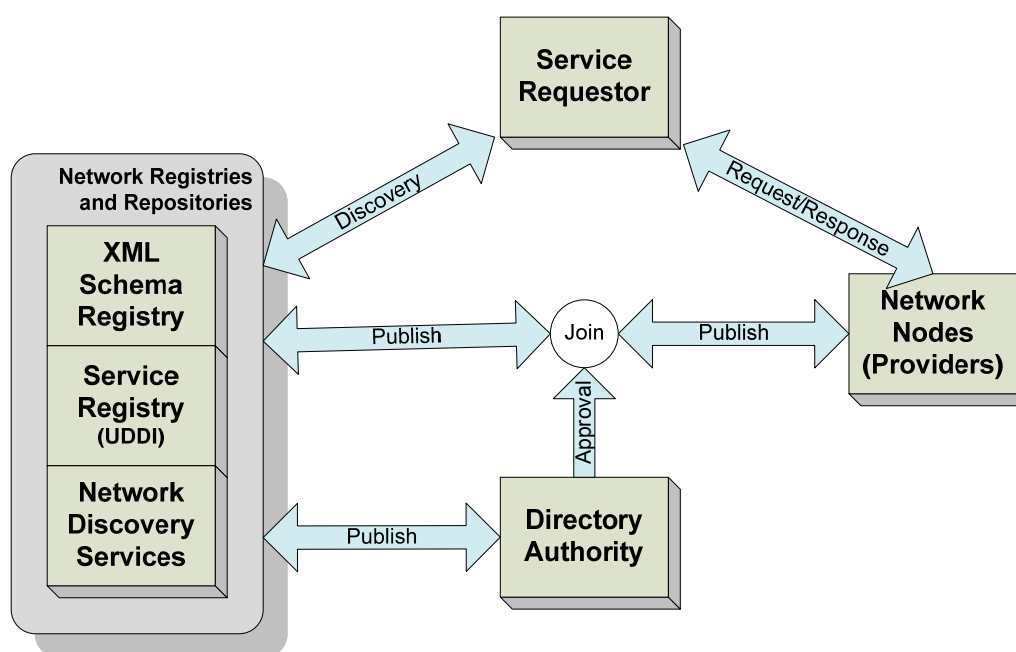 Service
Requestor
Network Registries
and Repositories
Discovery
Request/Response
XML
Schema
Registry
Network
Nodes
(Providers)
Publish
Join
Publish
Service
Registry
(UDDI)
Approval
Network
Discovery
Services
Publish
Directory
Authority